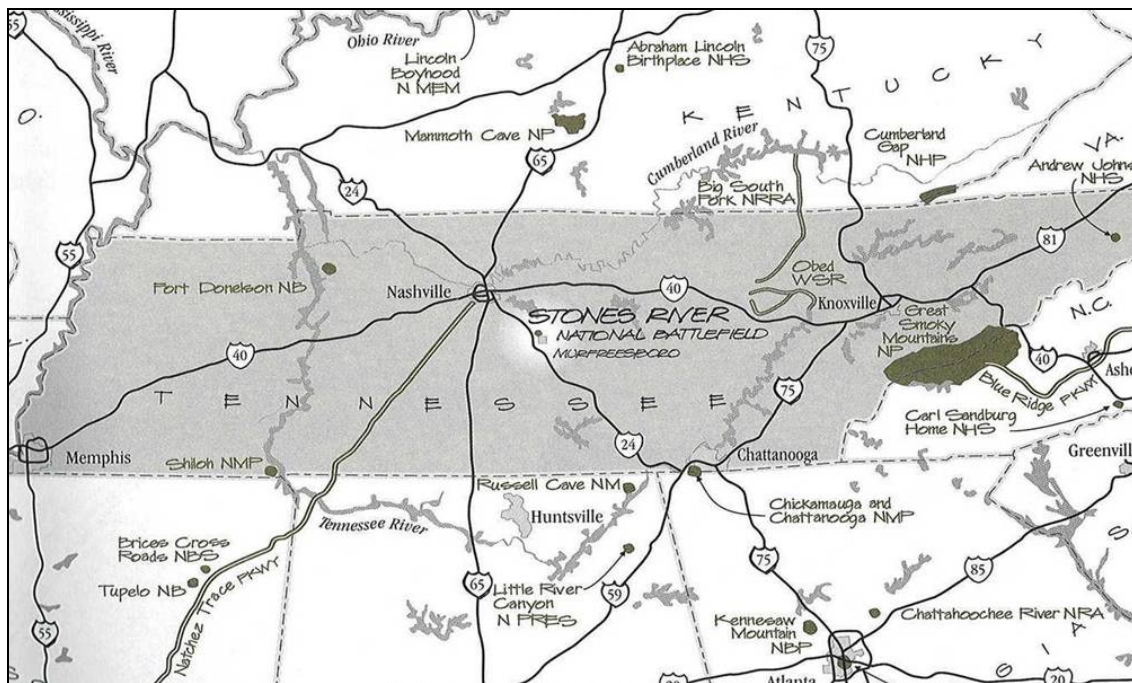 55
Mississippi River
Ohio River
Lincoln
Boyhood
N MEM
Abraham Lincoln
Birthplace NHS
75
KENTUCKY
O.
Mammoth Cave NP
65
Cumberland River
Cumberland
Gap
NHP
VA.
24
Big South
Fork NRRA
55
81
Fort Donelson NB
Nashville
40
Obed
WSR
Knoxville
STONES RIVER
NATIONAL BATTLEFIELD
MURFREESBORO
Great
Smoky
Mountains
NP
N.C.
40
40
Blue Ridge PKWY
TENNESSEE
75
Carl Sandburg
Home NHS
24
Memphis
Chattanooga
Shiloh NMP
Russell Cave NM
Huntsville
Chickamauga and
Chattanooga NMP
Tennessee River
Brices Cross
Roads NBS
Tupelo NB
Natchez Trace PKWY
75
85
65
Little River
Canyon
N PRES
59
Chattahoochee River NRA
55
Kennesaw
Mountain
NBP
Atlanta
20